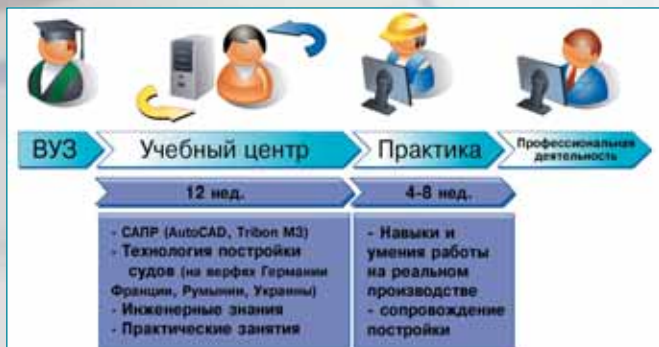 ВУЗ
Учебный центр
Практика
Профессиональная
деятельность
12 нед.
4-8 нед.
- САПР (AutoCAD, Tribon M3)
- Технология постройки
судов (на верфях Германии
Франции, Румынии, Украины)
- Инженерные знания
- Практические занятия
- Навыки и
умения работы
на реальном
производстве
- сопровождение
постройки